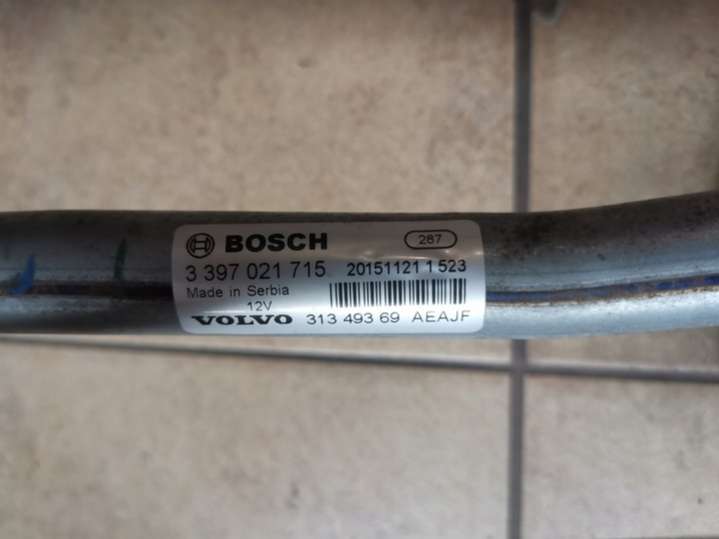 BOSCH 287
3 397 021 715 20151121 1 523
Made in Serbia
12V
VOLVO 313 493 69 AEAJF